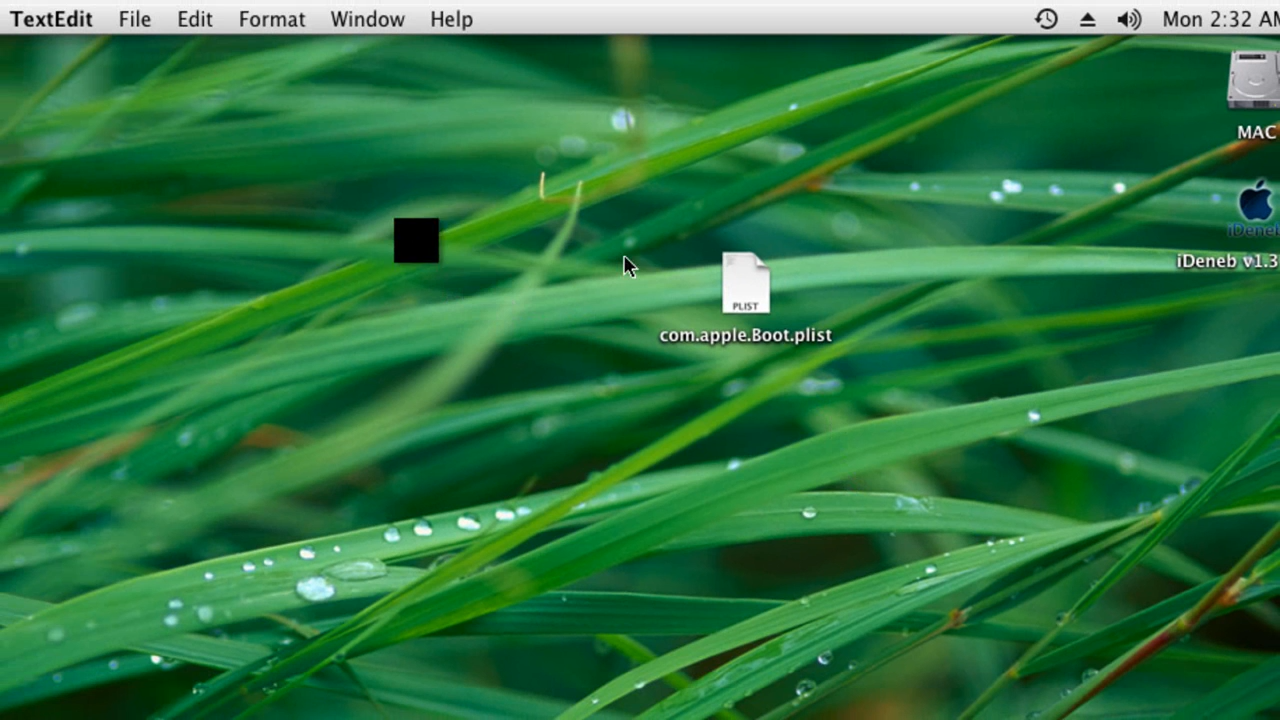 TextEdit File Edit Format Window Help Mon 2:32 AM
MAC
iDeneb
iDeneb v1.3
PLIST
com.apple.Boot.plist